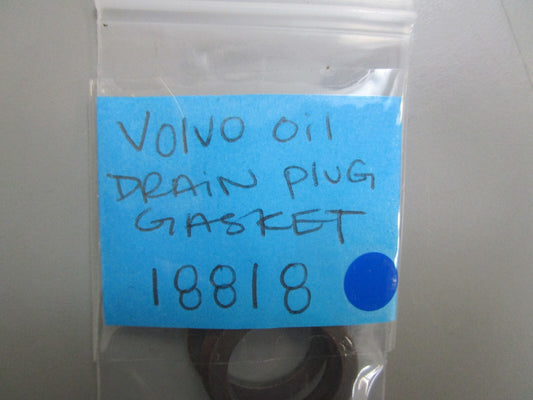 Volvo Oil
DRAIN PLUG
GASKET
18818